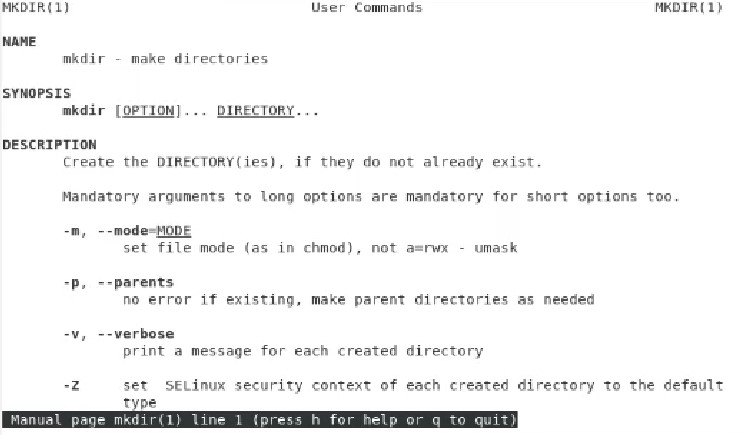 MKDIR(1) User Commands MKDIR(1)
NAME
mkdir - make directories
SYNOPSIS
mkdir [OPTION]... DIRECTORY...
DESCRIPTION
Create the DIRECTORY(ies), if they do not already exist.
Mandatory arguments to long options are mandatory for short options too.
-m, --mode=MODE
set file mode (as in chmod), not a=rwx - umask
-p, --parents
no error if existing, make parent directories as needed
-v, --verbose
print a message for each created directory
-Z set SELinux security context of each created directory to the default
type
Manual page mkdir(1) line 1 (press h for help or q to quit)